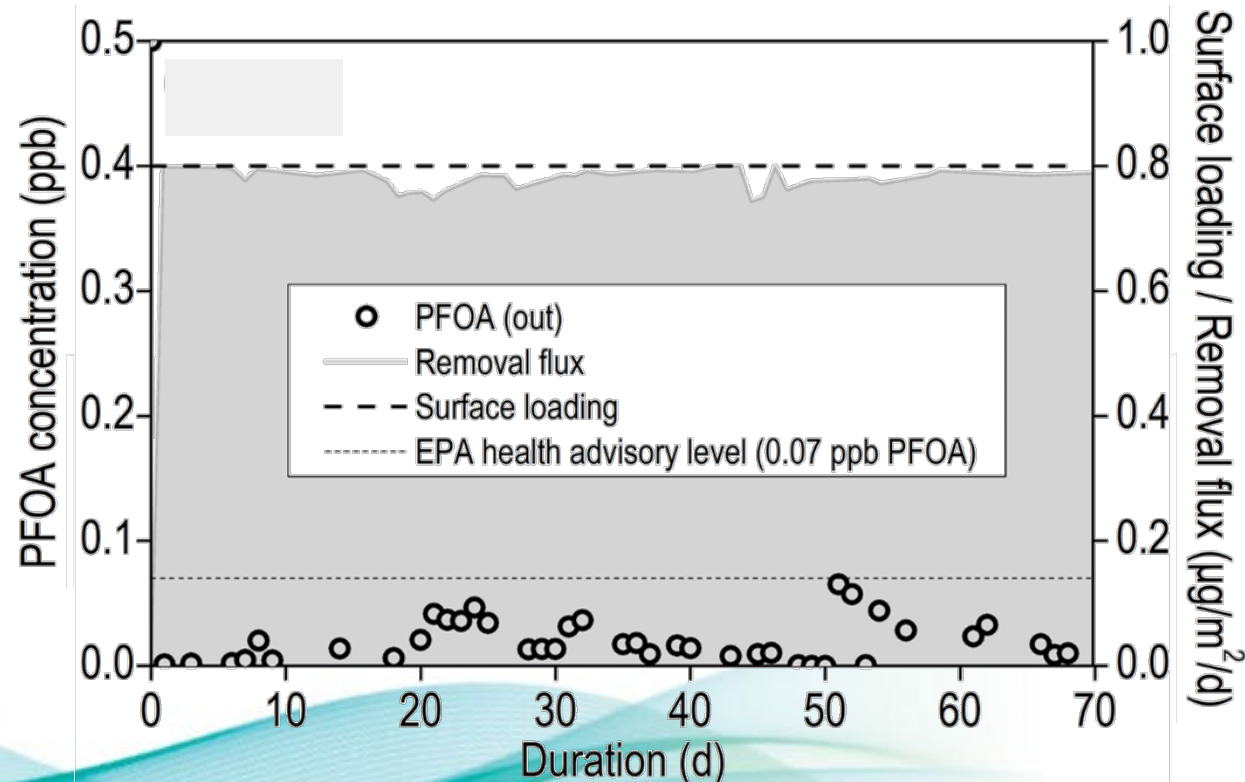 PFOA concentration (ppb)
0.5
0.4
0.3
0.2
0.1
0.0
PFOA (out)
Removal flux
Surface loading
EPA health advisory level (0.07 ppb PFOA)
1.0
0.8
0.6
0.4
0.2
0.0
Surface loading / Removal flux (µg/m²/d)
0 10 20 30 40 50 60 70
Duration (d)